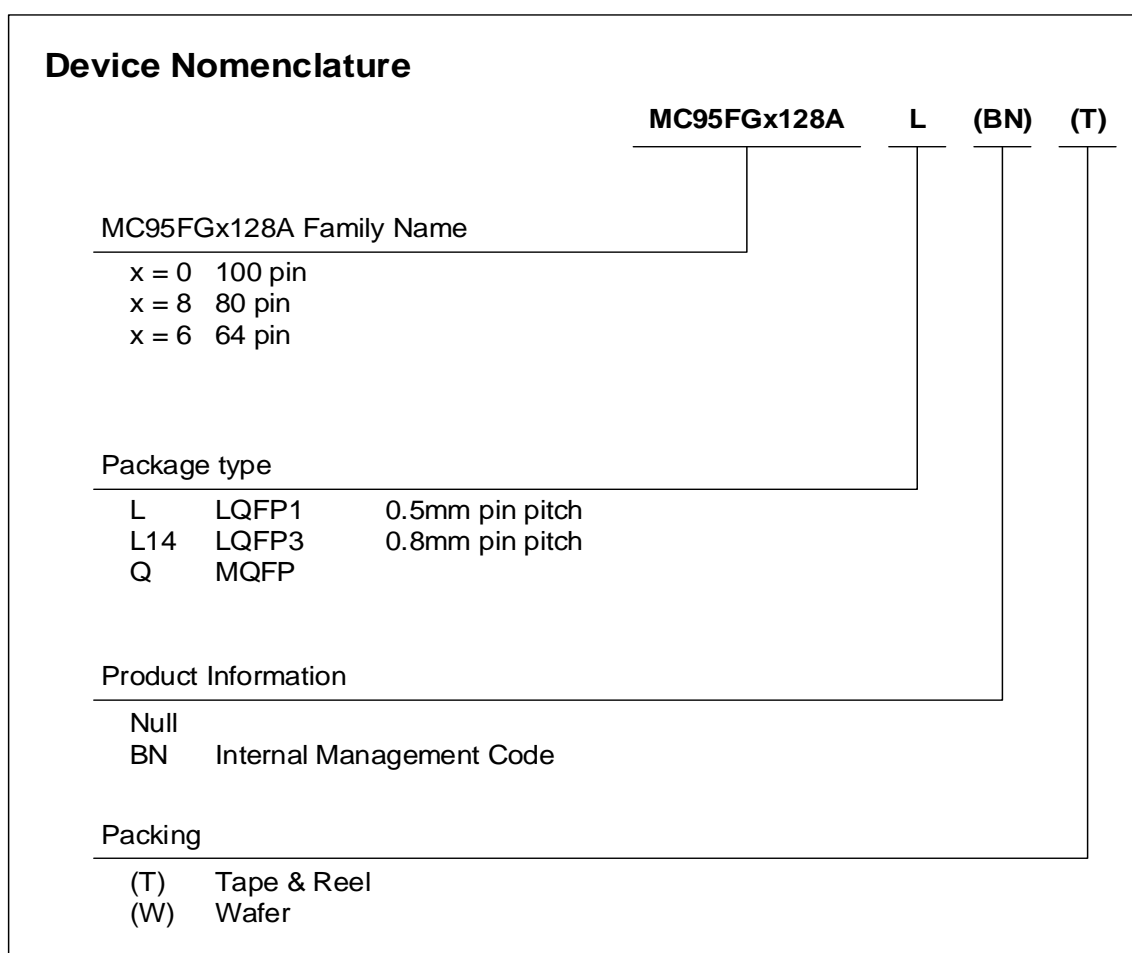 Device Nomenclature
MC95FGx128A L (BN) (T)
MC95FGx128A Family Name
x = 0 100 pin
x = 8 80 pin
x = 6 64 pin
Package type
L LQFP1 0.5mm pin pitch
L14 LQFP3 0.8mm pin pitch
Q MQFP
Product Information
Null
BN Internal Management Code
Packing
(T) Tape & Reel
(W) Wafer